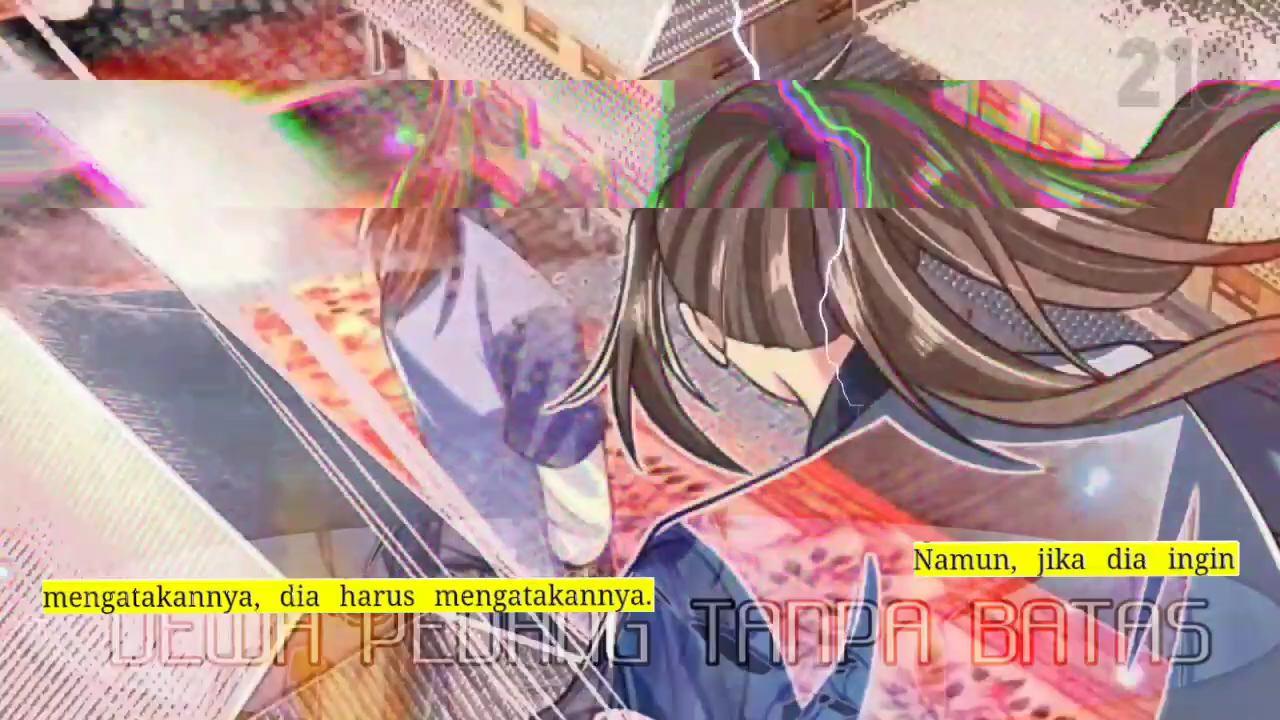 Namun, jika dia ingin
mengatakannya, dia harus mengatakannya.
DEWA PEDANG TANPA BATAS